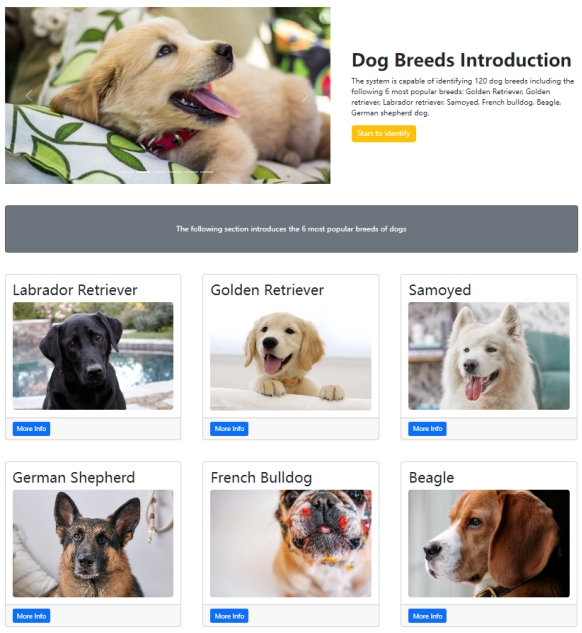 Dog Breeds Introduction
The system is capable of identifying 120 dog breeds including the
following 6 most popular breeds: Golden Retriever, Golden
retriever, Labrador retriever, Samoyed, French bulldog, Beagle,
German shepherd dog.
Start to identify
The following section introduces the 6 most popular breeds of dogs
Labrador Retriever
Golden Retriever
Samoyed
More Info
More Info
More Info
German Shepherd
French Bulldog
Beagle
More Info
More Info
More Info